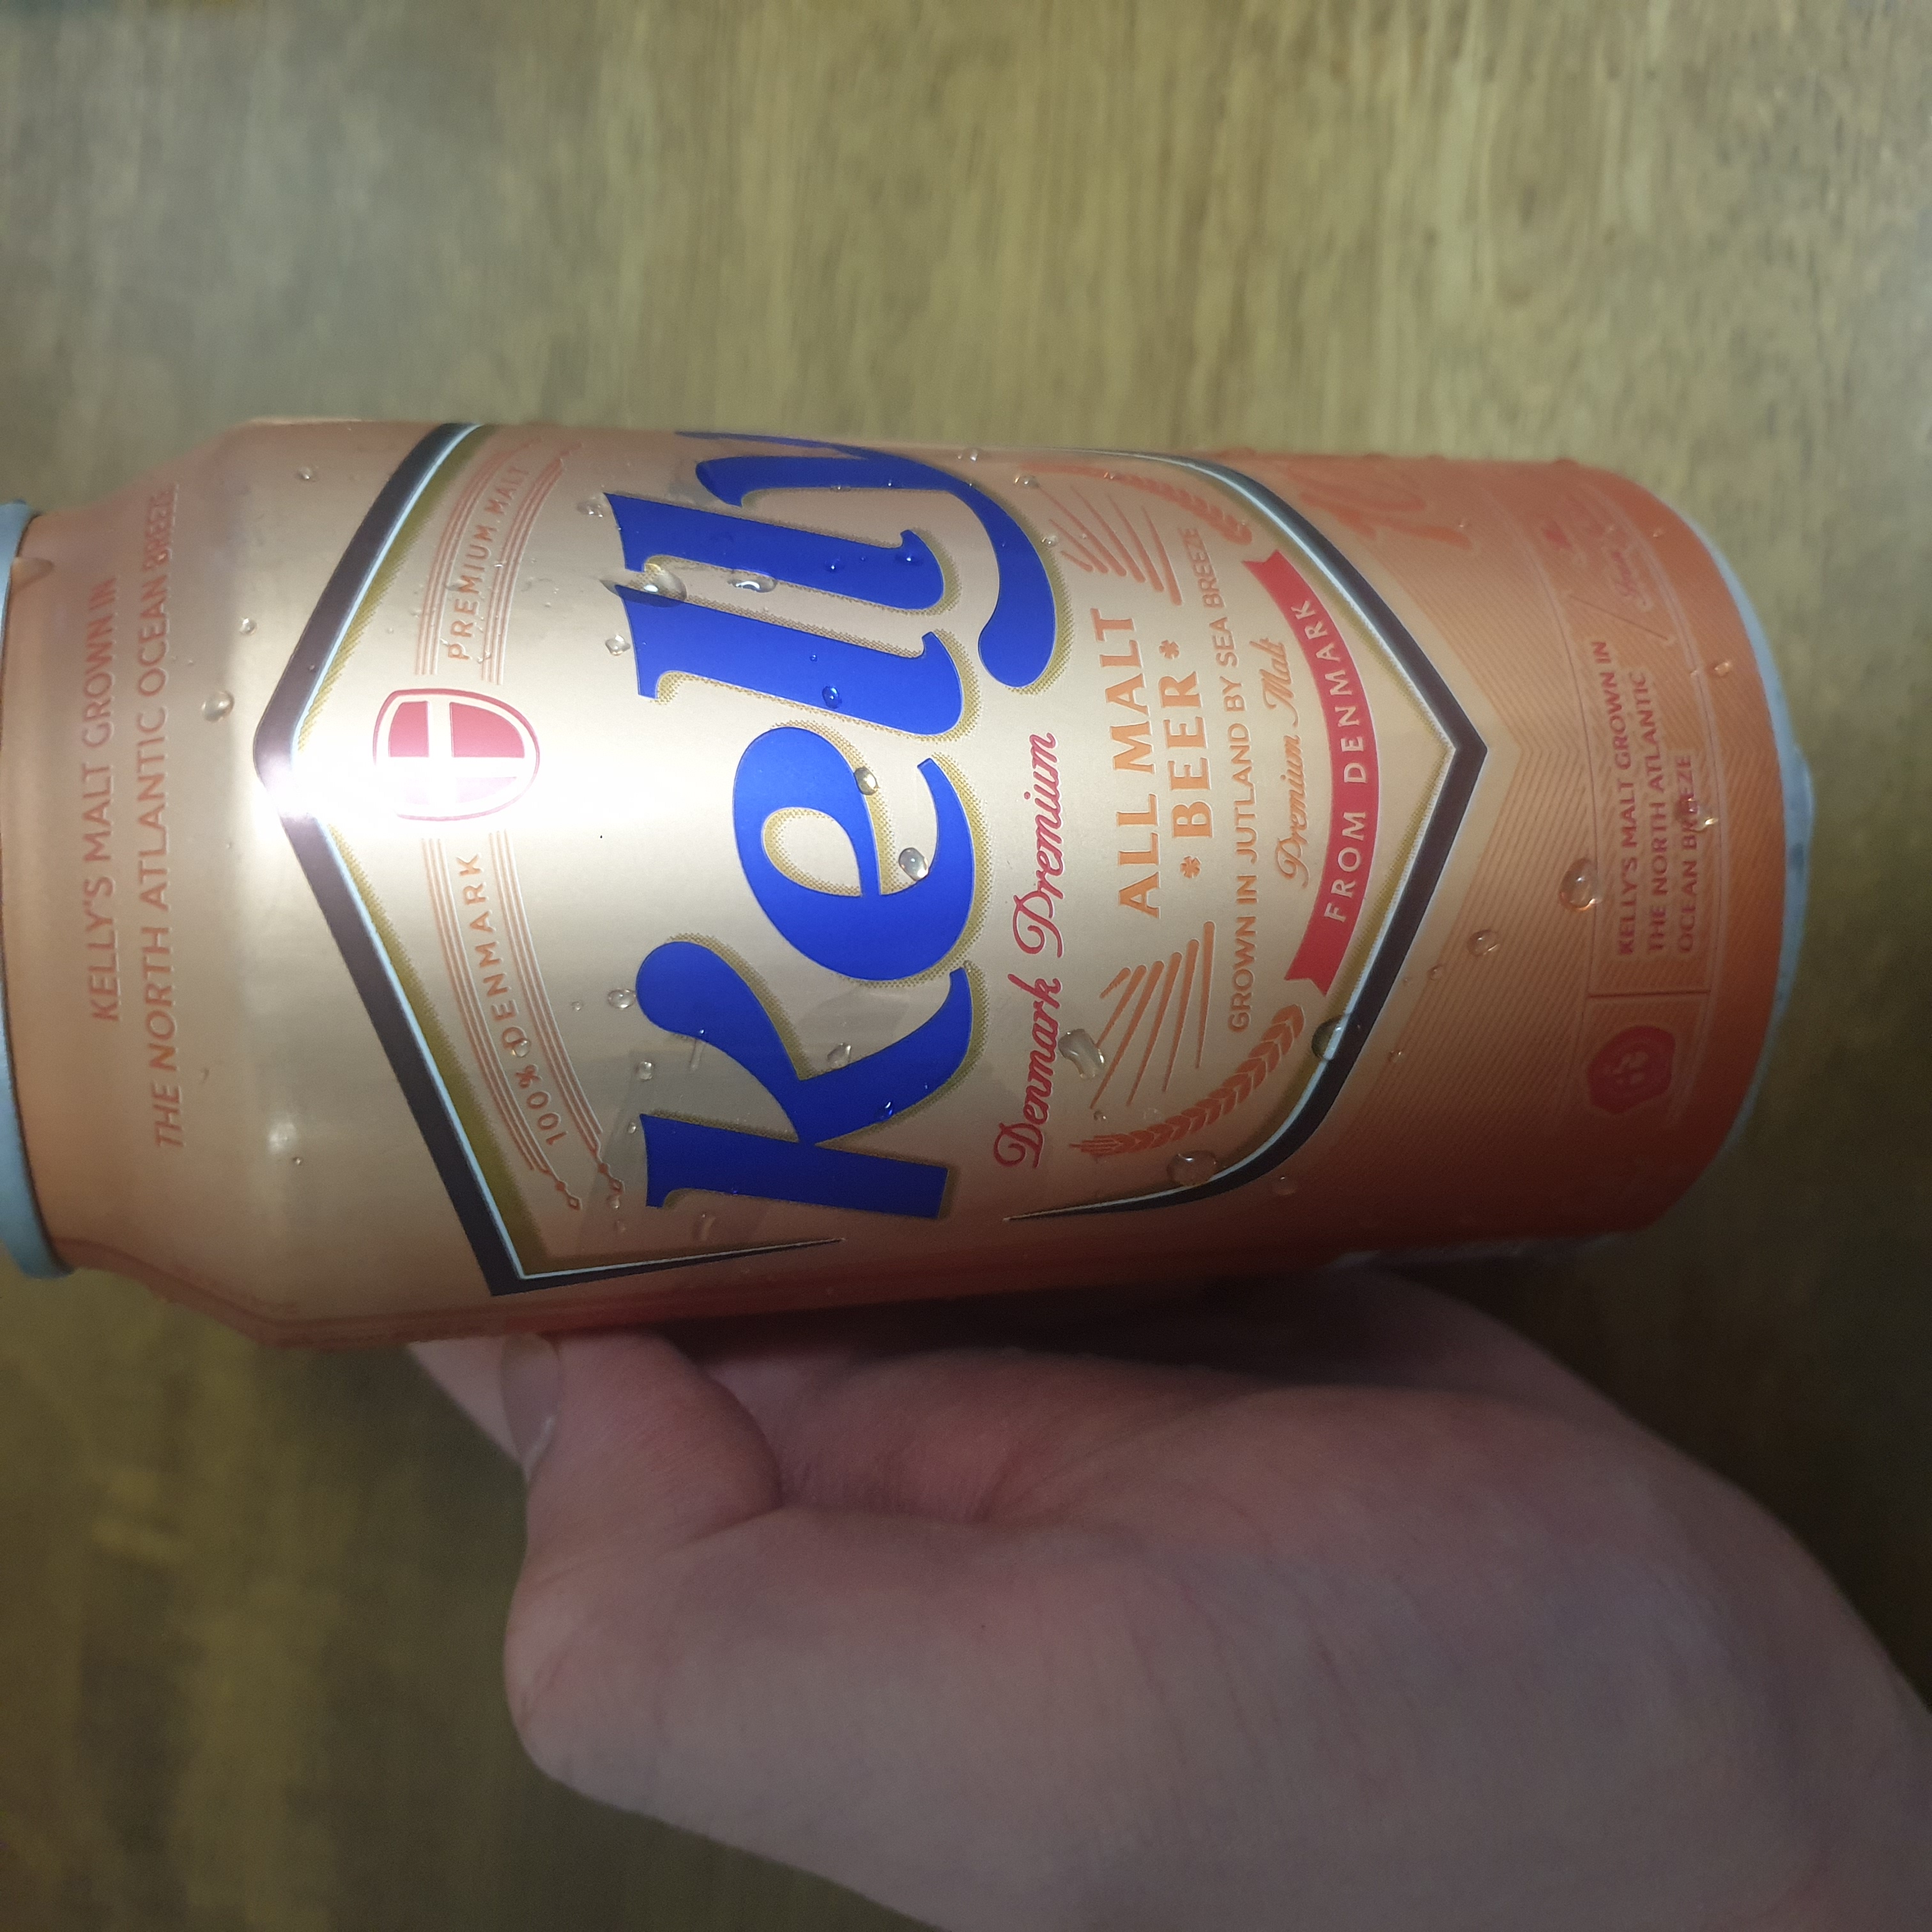 KELLY'S MALT GROWN IN
THE NORTH ATLANTIC OCEAN BREEZE
100% DENMARK PREMIUM MALT
Kelly
Denmark Premium
ALL MALT
*BEER*
GROWN IN JUTLAND BY SEA BREEZE
Premium Malt
FROM DENMARK
KELLY'S MALT GROWN IN
THE NORTH ATLANTIC
OCEAN BREEZE